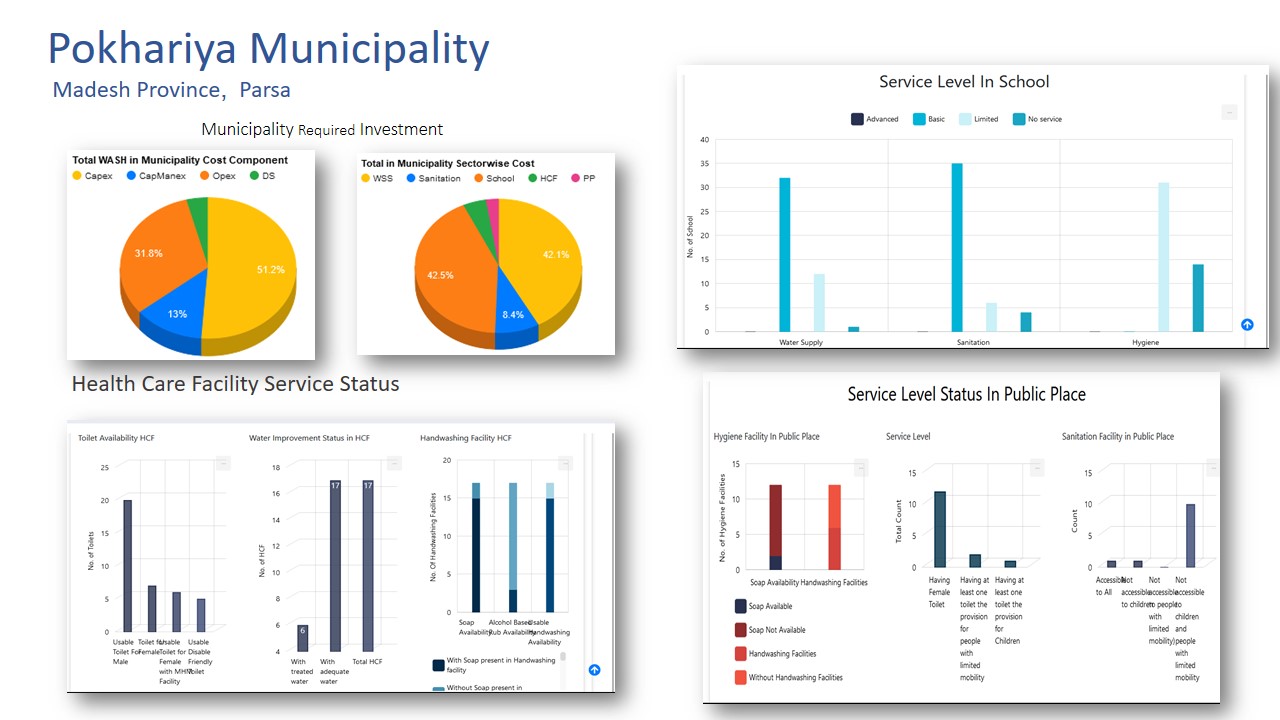 Pokhariya Municipality
Madesh Province, Parsa
Municipality Required Investment
Total WASH in Municipality Cost Component
Capex CapManex Opex DS
31.8%
51.2%
13%
Total in Municipality Sectorwise Cost
WSS Sanitation School HCF PP
42.1%
42.5%
8.4%
Service Level In School
Advanced Basic Limited No service
No. of School
40
35
30
25
20
15
10
5
0
Water Supply Sanitation Hygiene
Health Care Facility Service Status
Toilet Availability HCF
No. of Toilets
25
20
15
10
5
0
Usable Toilet For Male
Toilet for Female
Usable Toilet for Female with MHM Facility
Usable Disable Friendly Toilet
Water Improvement Status in HCF
No. of HCF
18
16
14
12
10
8
6
4
6
17
17
With treated water
With adequate water
Total HCF
Handwashing Facility HCF
No. Of Handwashing Facilities
20
15
10
5
0
Soap Availability
Alcohol Based Rub Availability
Usable Handwashing Availability
With Soap present in Handwashing
facility
Without Soap present in
Service Level Status In Public Place
Hygiene Facility In Public Place
No. of Hygiene Facilities
15
10
5
0
Soap Availability Handwashing Facilities
Soap Available
Soap Not Available
Handwashing Facilities
Without Handwashing Facilities
Service Level
Total Count
15
10
5
0
Having Female Toilet
Having at least one toilet the provision for people with limited mobility
Having at least one toilet the provision for Children
Sanitation Facility in Public Place
Count
15
10
5
0
Accessible to All
Not accessible to children
Not accessible to people with limited mobility)
Not accessible to children and people with limited mobility